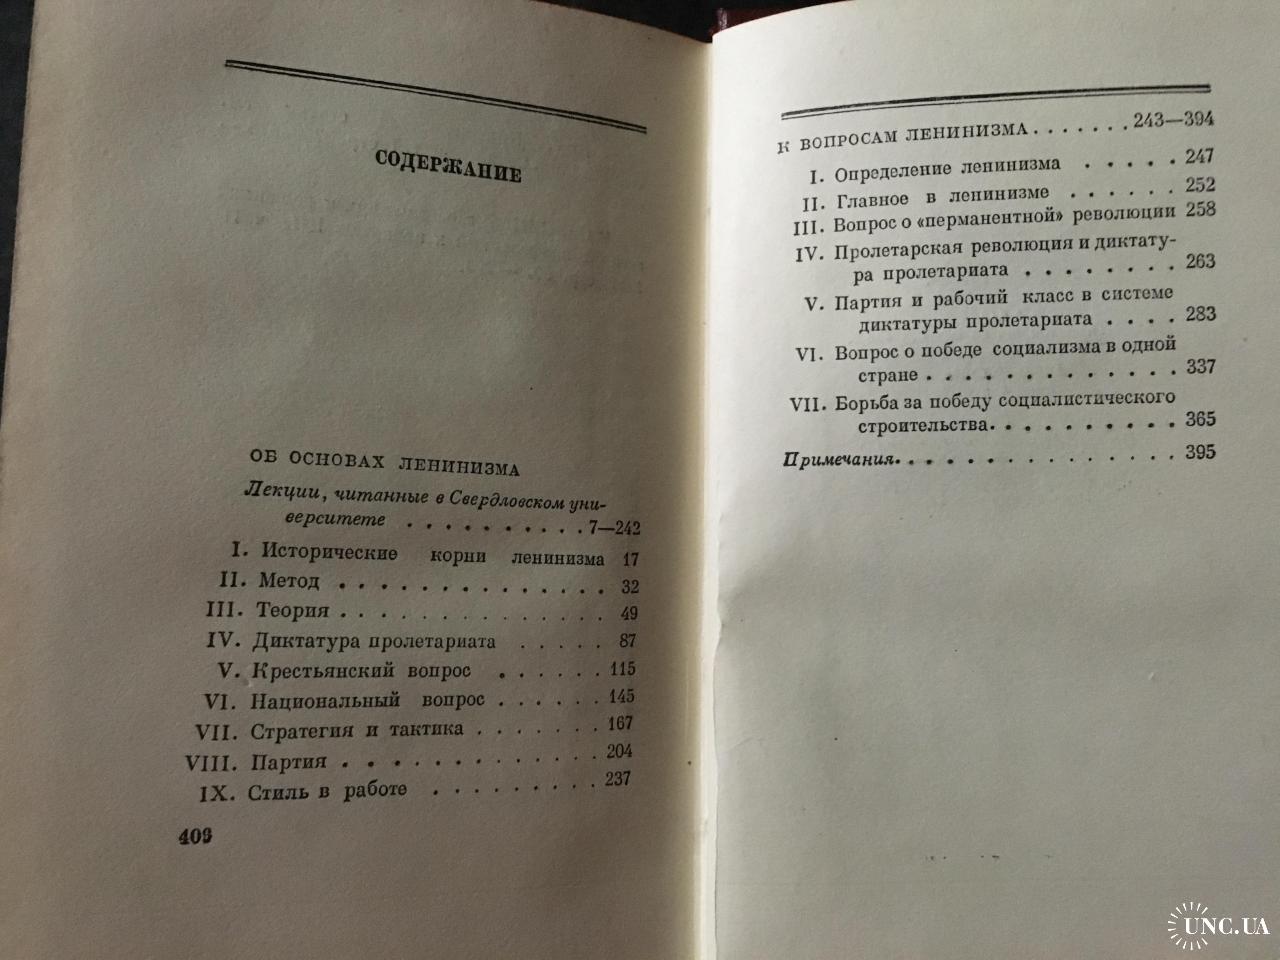 СОДЕРЖАНИЕ
ОБ ОСНОВАХ ЛЕНИНИЗМА
Лекции, читанные в Свердловском уни-
верситете . . . . . . . . . . 7—242
I. Исторические корни ленинизма 17
II. Метод . . . . . . . . . . . . . 32
III. Теория . . . . . . . . . . . . . 49
IV. Диктатура пролетариата . . . . . 87
V. Крестьянский вопрос . . . . . . 115
VI. Национальный вопрос . . . . . . 145
VII. Стратегия и тактика . . . . . . . 167
VIII. Партия . . . . . . . . . . . . . 204
IX. Стиль в работе . . . . . . . . . 237
409
К ВОПРОСАМ ЛЕНИНИЗМА . . . . . . . 243—394
I. Определение ленинизма . . . . . 247
II. Главное в ленинизме . . . . . . 252
III. Вопрос о «перманентной» революции 258
IV. Пролетарская революция и диктату-
ра пролетариата . . . . . . . . 263
V. Партия и рабочий класс в системе
диктатуры пролетариата . . . . 283
VI. Вопрос о победе социализма в одной
стране . . . . . . . . . . . . . 337
VII. Борьба за победу социалистического
строительства . . . . . . . . . . 365
Примечания . . . . . . . . . . . . . . . 395
UNC.UA